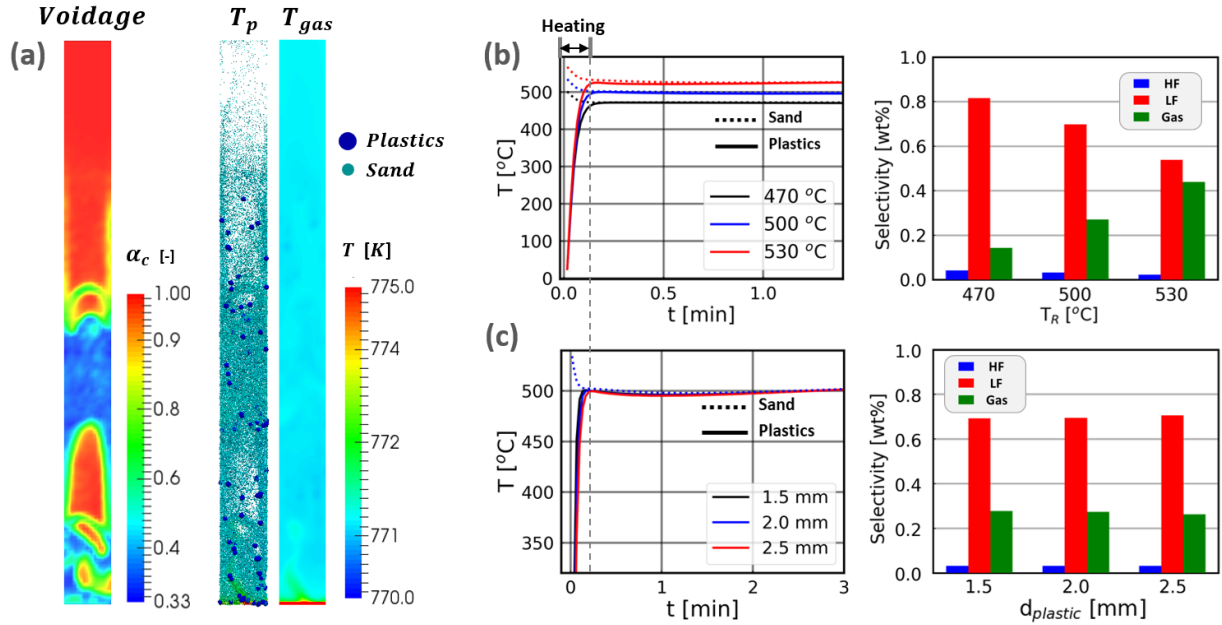 (a)
Voidage
T_p
T_gas
Plastics
Sand
α_c [-]
1.00
0.9
0.8
0.6
0.5
0.44
0.33
T [K]
775.0
774
772
771
770.0
Heating
(b)
T [°C]
500
400
300
200
100
0
0.0
0.5
1.0
t [min]
Sand
Plastics
470 °C
500 °C
530 °C
Selectivity [wt%]
1.0
0.8
0.6
0.4
0.2
0.0
HF
LF
Gas
470
500
530
T_R [°C]
(c)
T [°C]
500
450
500
400
350
0
1
2
3
t [min]
Sand
Plastics
1.5 mm
2.0 mm
2.5 mm
Selectivity [wt%]
1.0
0.8
0.6
0.4
0.2
0.0
HF
LF
Gas
1.5
2.0
2.5
d_plastic [mm]